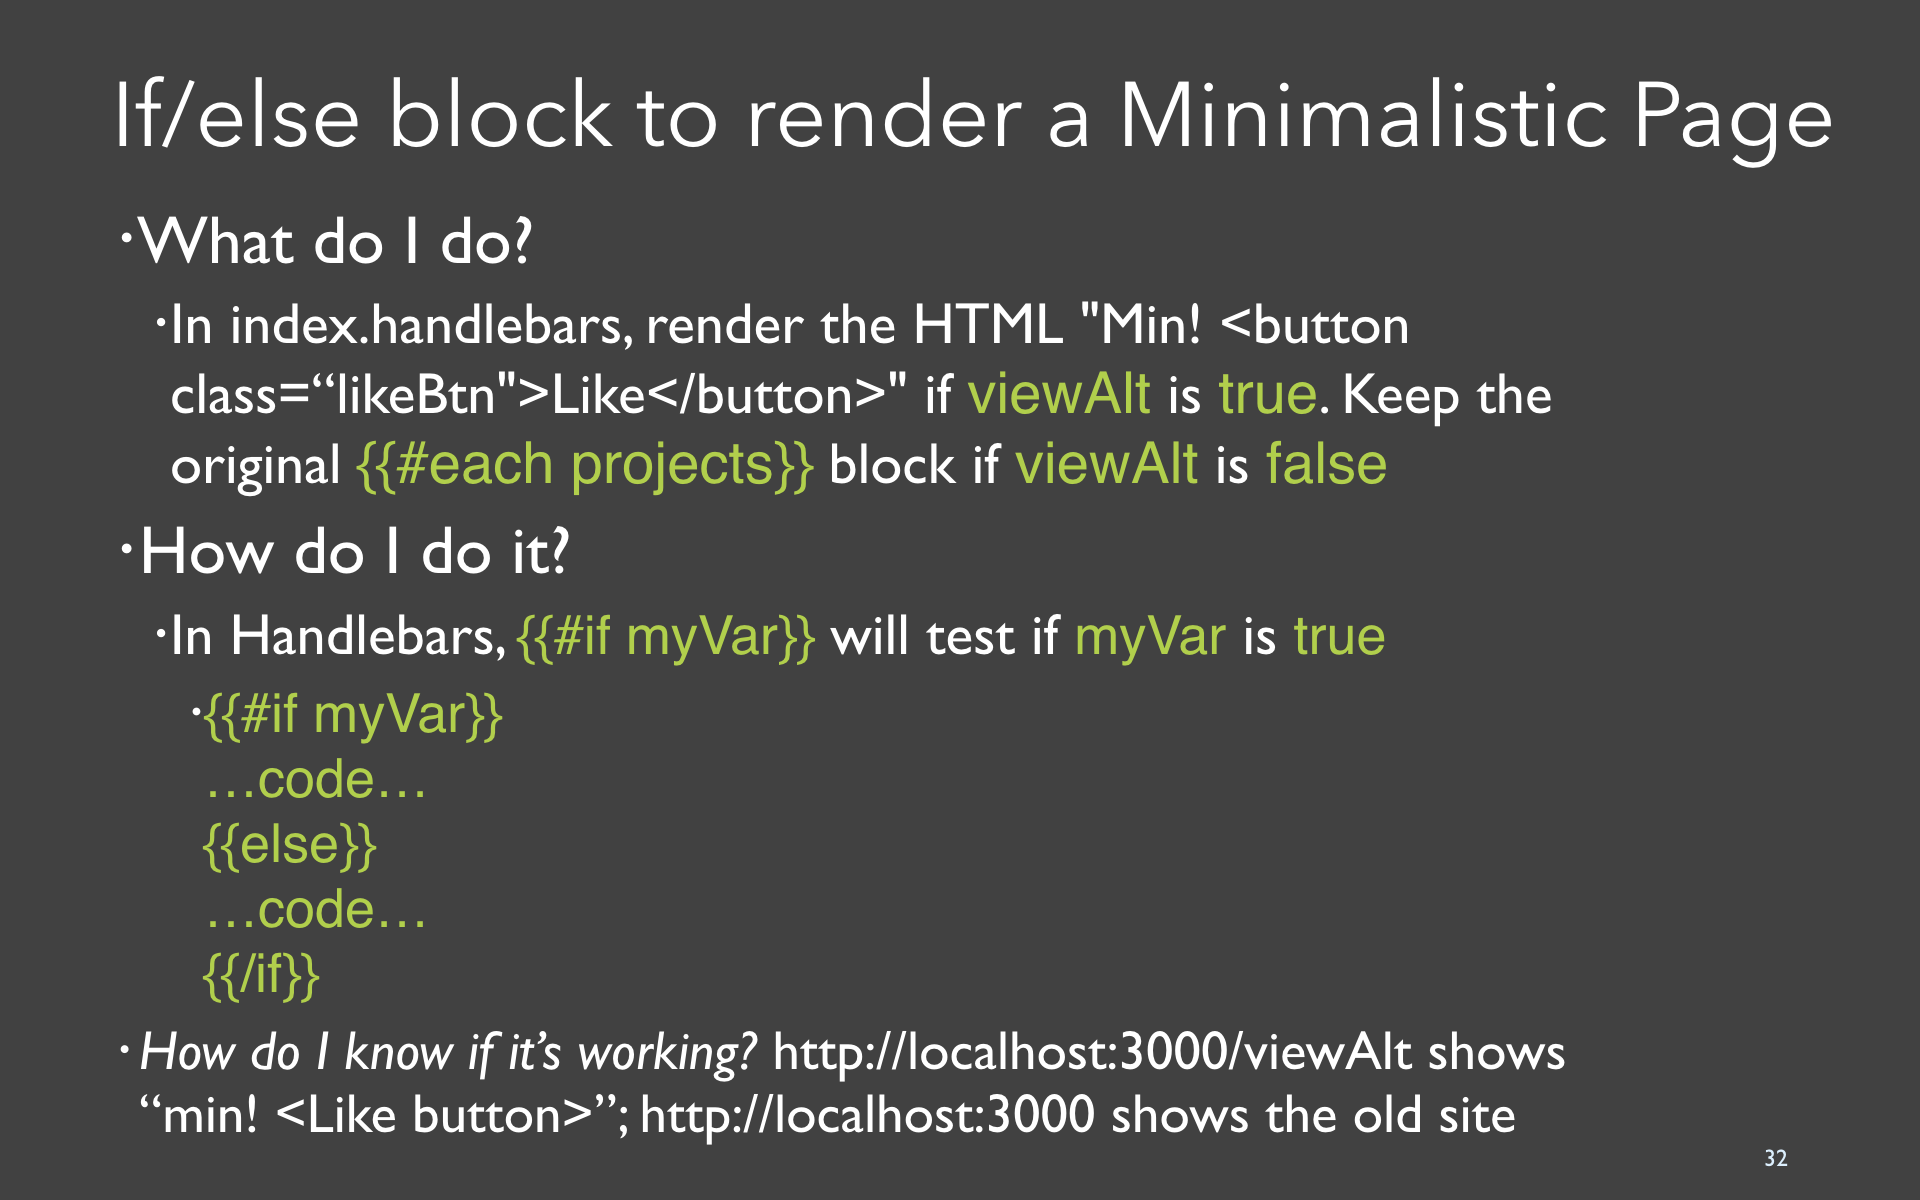 If/else block to render a Minimalistic Page
•What do I do?
•In index.handlebars, render the HTML "Min! <button
class=“likeBtn">Like</button>" if viewAlt is true. Keep the
original {{#each projects}} block if viewAlt is false
•How do I do it?
•In Handlebars, {{#if myVar}} will test if myVar is true
•{{#if myVar}}
…code…
{{else}}
…code…
{{/if}}
•How do I know if it’s working? http://localhost:3000/viewAlt shows
“min! <Like button>”; http://localhost:3000 shows the old site
32